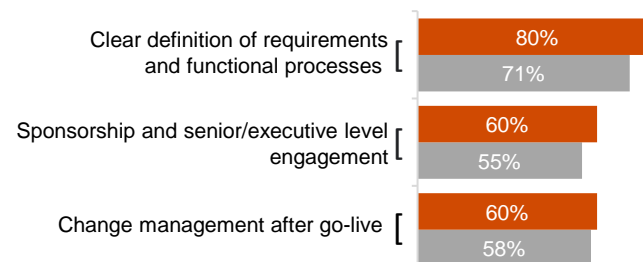 Clear definition of requirements
and functional processes [
80%
71%
Sponsorship and senior/executive level
engagement [
60%
55%
Change management after go-live [
60%
58%